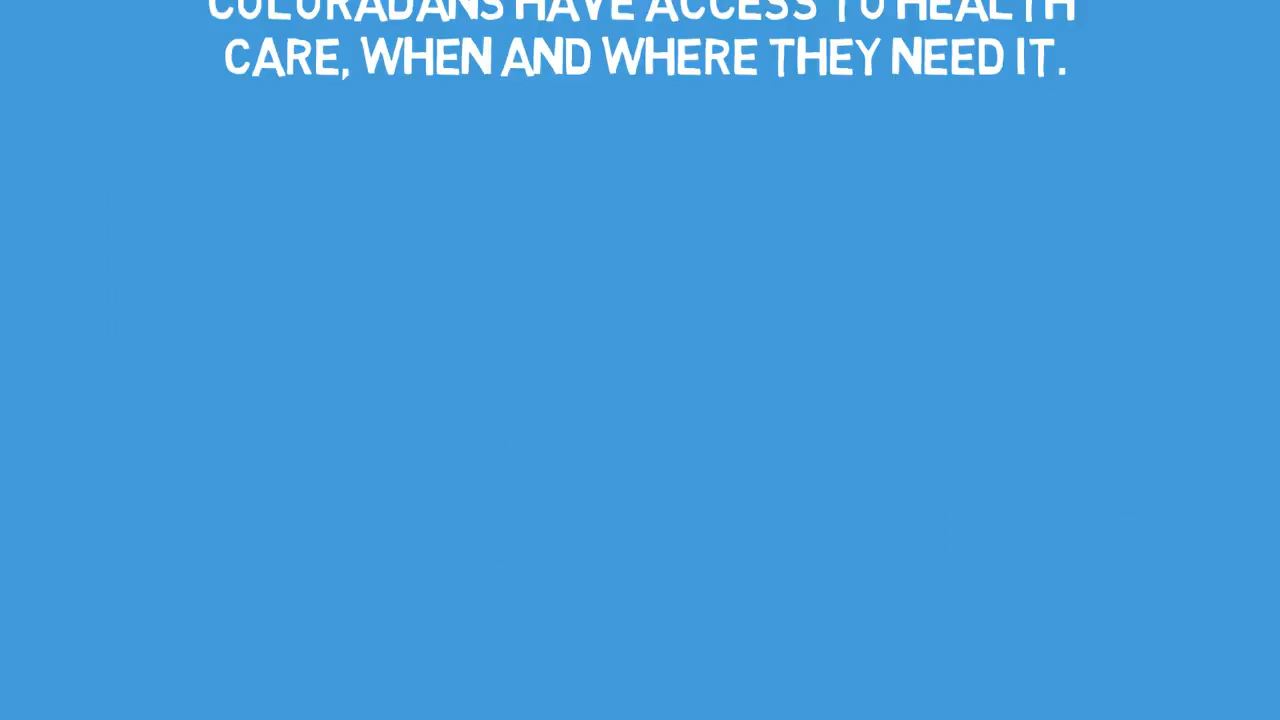 COLORADANS HAVE ACCESS TO HEALTH
CARE, WHEN AND WHERE THEY NEED IT.